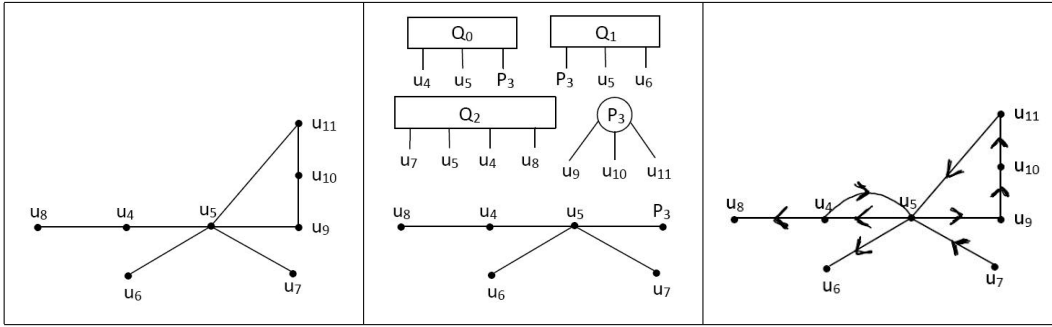 u₁₁
u₁₀
u₈ u₄ u₅ u₉
u₆ u₇
Q₀ Q₁
u₄ u₅ P₃ P₃ u₅ u₆
Q₂ P₃
u₇ u₅ u₄ u₈ u₉ u₁₀ u₁₁
u₈ u₄ u₅ P₃
u₆ u₇
u₁₁
u₁₀
u₈ u₄ u₅ u₉
u₆ u₇